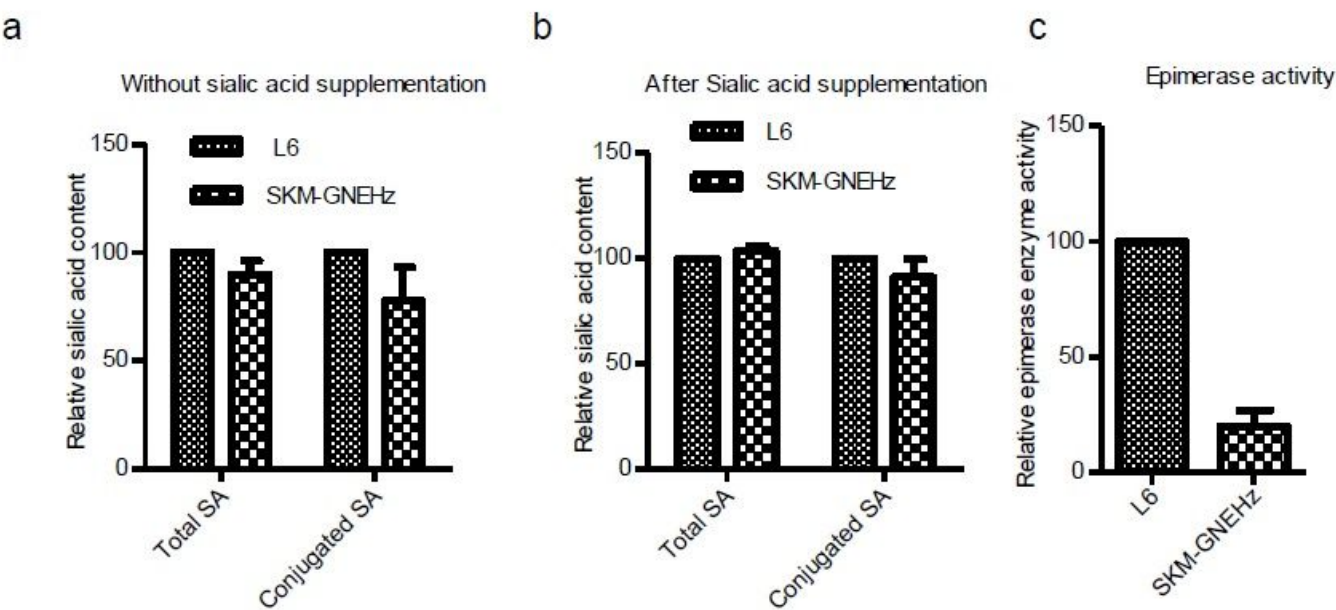 a
Without sialic acid supplementation
L6
SKM-GNEHz
Relative sialic acid content
150
100
50
0
Total SA
Conjugated SA
b
After Sialic acid supplementation
L6
SKM-GNEHz
Relative sialic acid content
150
100
50
0
Total SA
Conjugated SA
c
Epimerase activity
Relative epimerase enzyme activity
150
100
50
0
L6
SKM-GNEHz